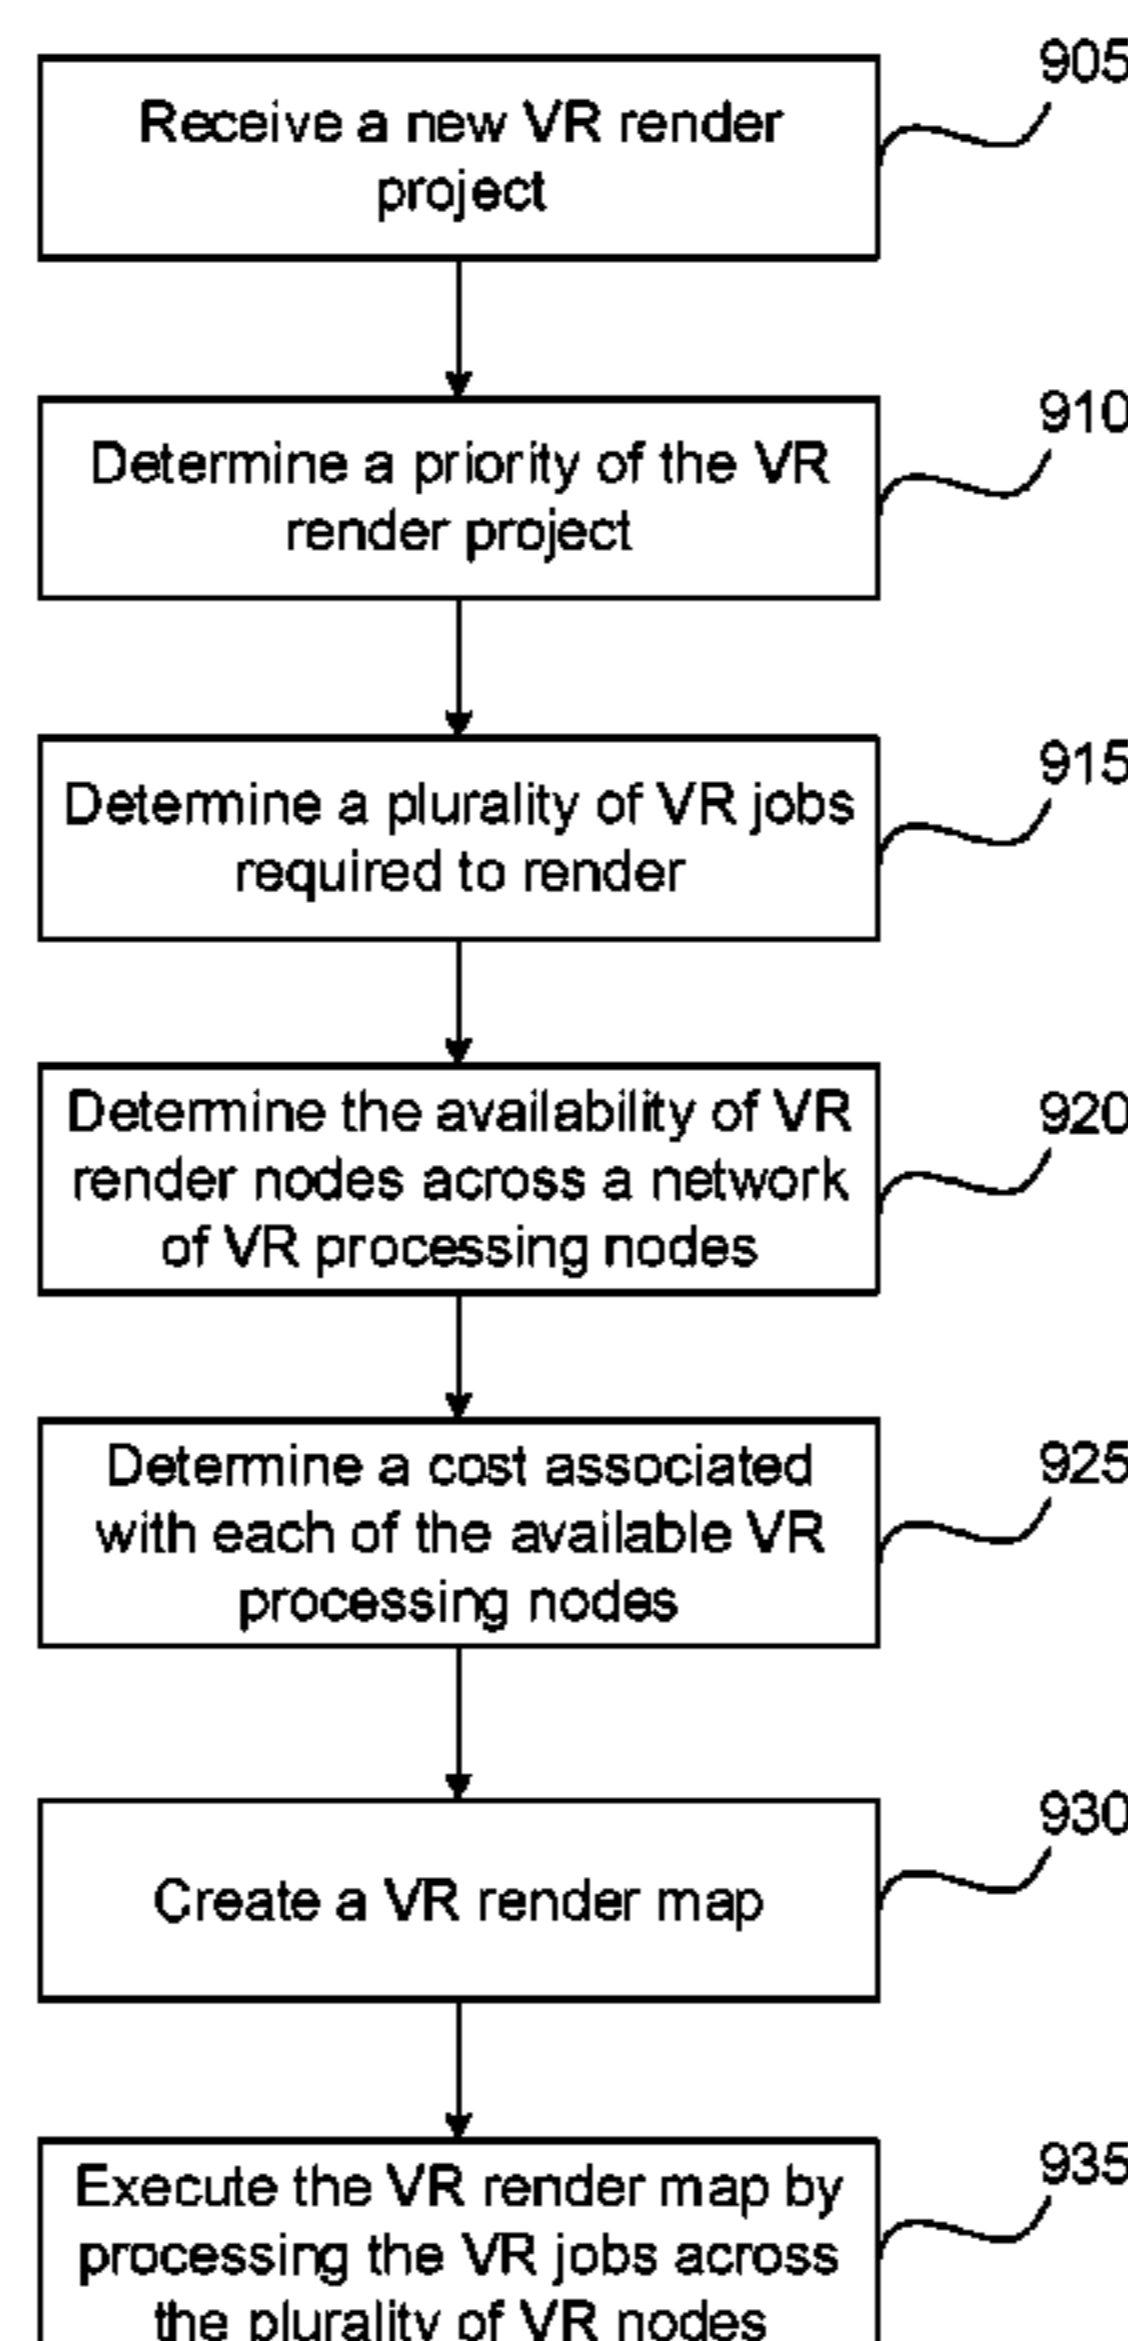 905
Receive a new VR render
project
910
Determine a priority of the VR
render project
915
Determine a plurality of VR jobs
required to render
920
Determine the availability of VR
render nodes across a network
of VR processing nodes
925
Determine a cost associated
with each of the available VR
processing nodes
930
Create a VR render map
935
Execute the VR render map by
processing the VR jobs across
the plurality of VR nodes